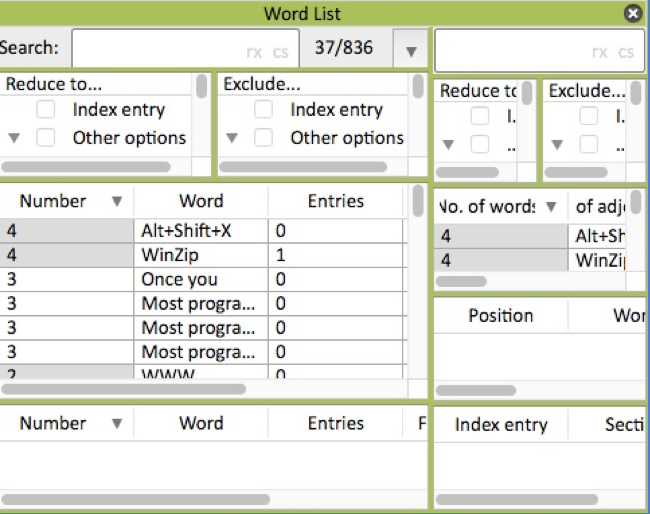 Word List
Search: rx cs 37/836 rx cs
Reduce to... Exclude... Reduce to Exclude...
Index entry Index entry I. I.
Other options Other options .. ..
Number Word Entries No. of words of adj
4 Alt+Shift+X 0 4 Alt+Sh
4 WinZip 1 4 WinZip
3 Once you 0
3 Most progra... 0 Position Wor
3 Most progra... 0
3 Most progra... 0
2 WWW 0
Number Word Entries F Index entry Secti